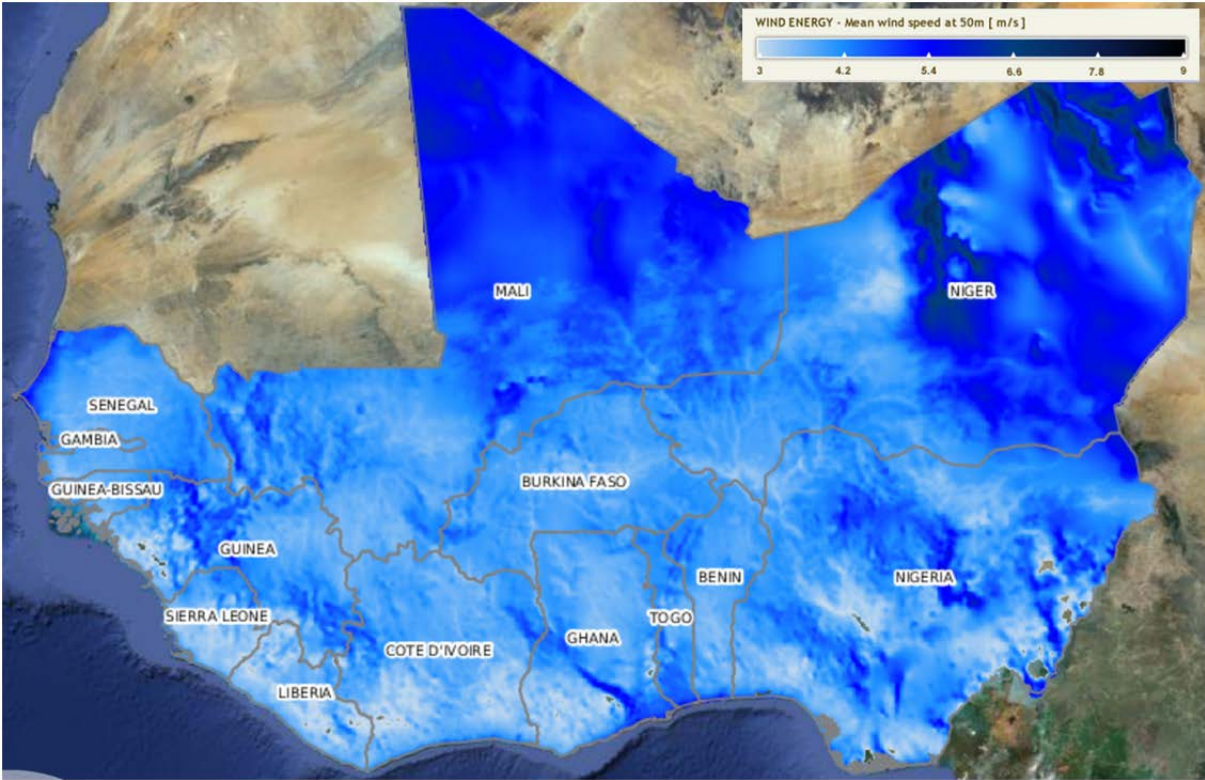 WIND ENERGY - Mean wind speed at 50m [ m/s ]
3 4.2 5.4 6.6 7.8 9
MALI
NIGER
SENEGAL
GAMBIA
GUINEA-BISSAU
BURKINA FASO
GUINEA
BENIN
NIGERIA
SIERRA LEONE
TOGO
GHANA
COTE D'IVOIRE
LIBERIA